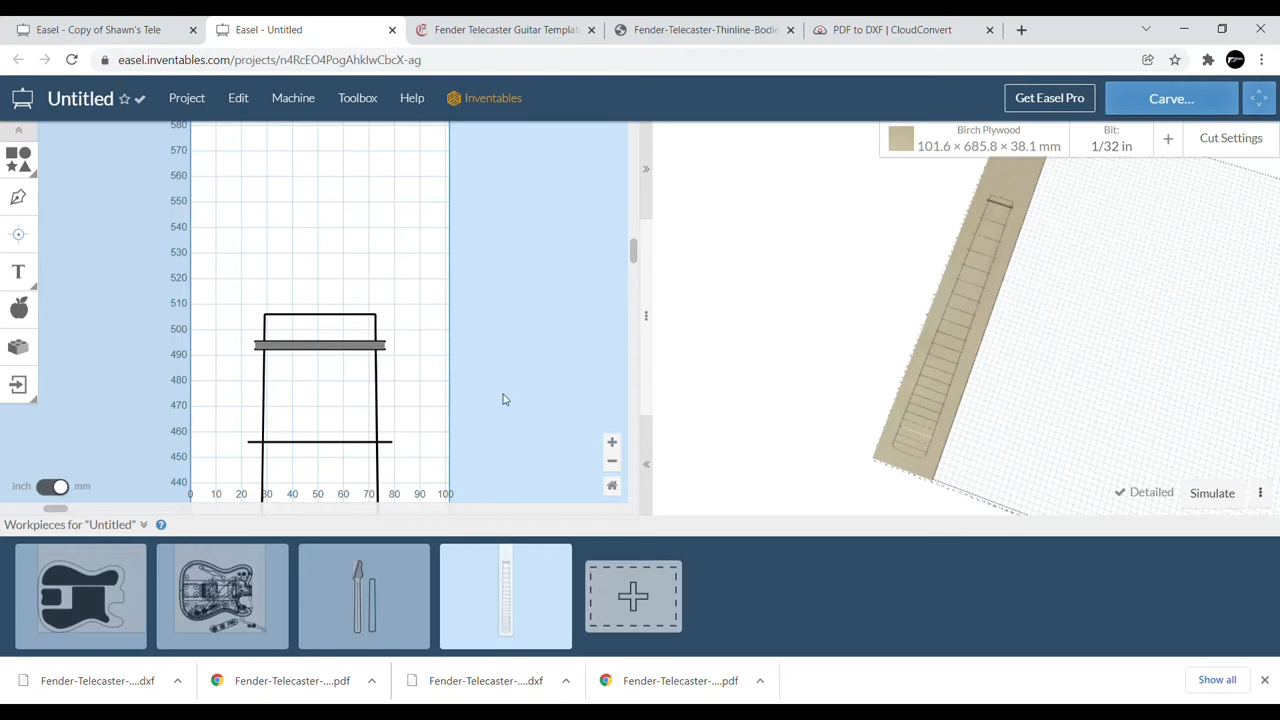 Easel - Copy of Shawn's Tele
Easel - Untitled
Fender Telecaster Guitar Templat
Fender-Telecaster-Thinline-Bodie
PDF to DXF | CloudConvert
easel.inventables.com/projects/n4RcEO4PogAhkIwCbcX-ag
Untitled
Project
Edit
Machine
Toolbox
Help
Inventables
Get Easel Pro
Carve...
Birch Plywood
101.6 × 685.8 × 38.1 mm
Bit:
1/32 in
Cut Settings
T
580
570
560
550
540
530
520
510
500
490
480
470
460
450
440
0 10 20 30 40 50 60 70 80 90 100
Inch mm
Detailed
Simulate
Workpieces for "Untitled"
Fender-Telecaster-....dxf
Fender-Telecaster-....pdf
Fender-Telecaster-....dxf
Fender-Telecaster-....pdf
Show all